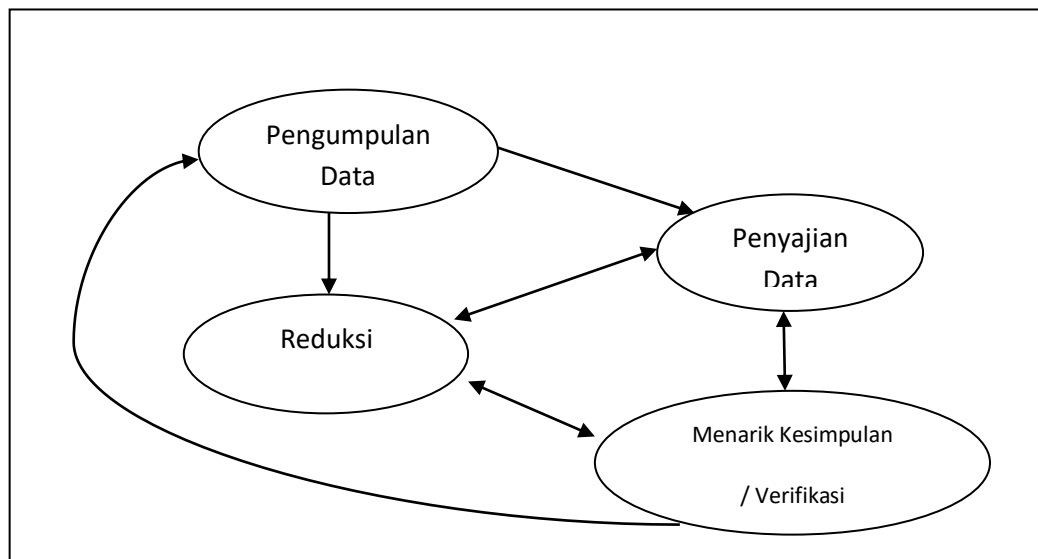 Pengumpulan
Data
Penyajian
Data
Reduksi
Menarik Kesimpulan
/ Verifikasi